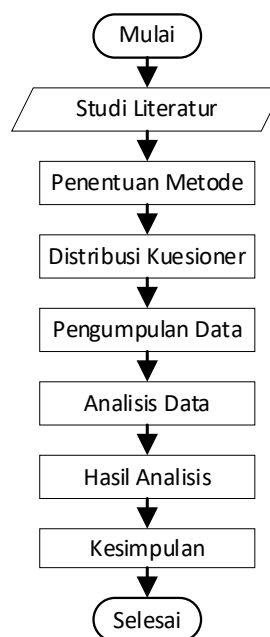 Mulai
Studi Literatur
Penentuan Metode
Distribusi Kuesioner
Pengumpulan Data
Analisis Data
Hasil Analisis
Kesimpulan
Selesai